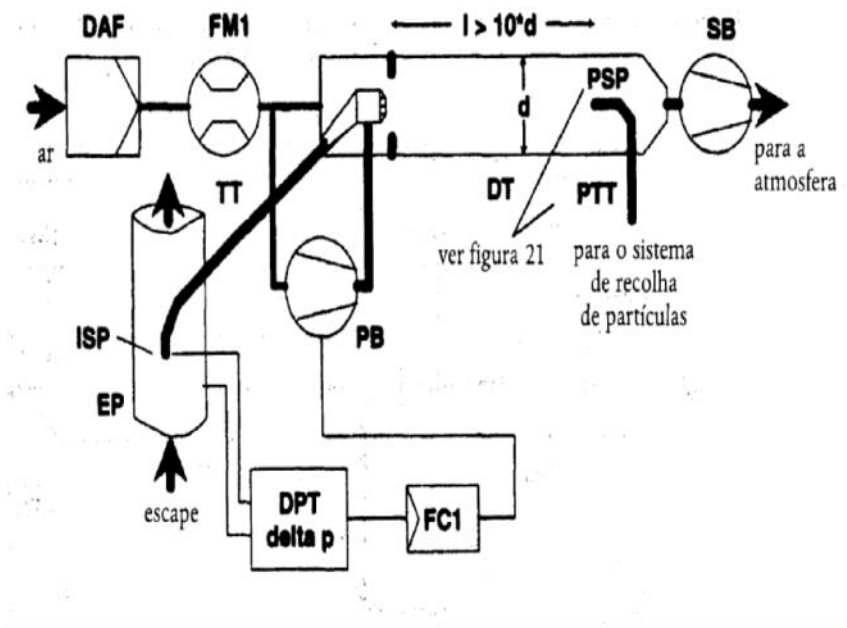 DAF
FM1
l > 10*d
SB
PSP
d
ar
TT
DT
PTT
para a
atmosfera
ver figura 21
para o sistema
de recolha
de partículas
ISP
PB
EP
escape
DPT
delta p
FC1